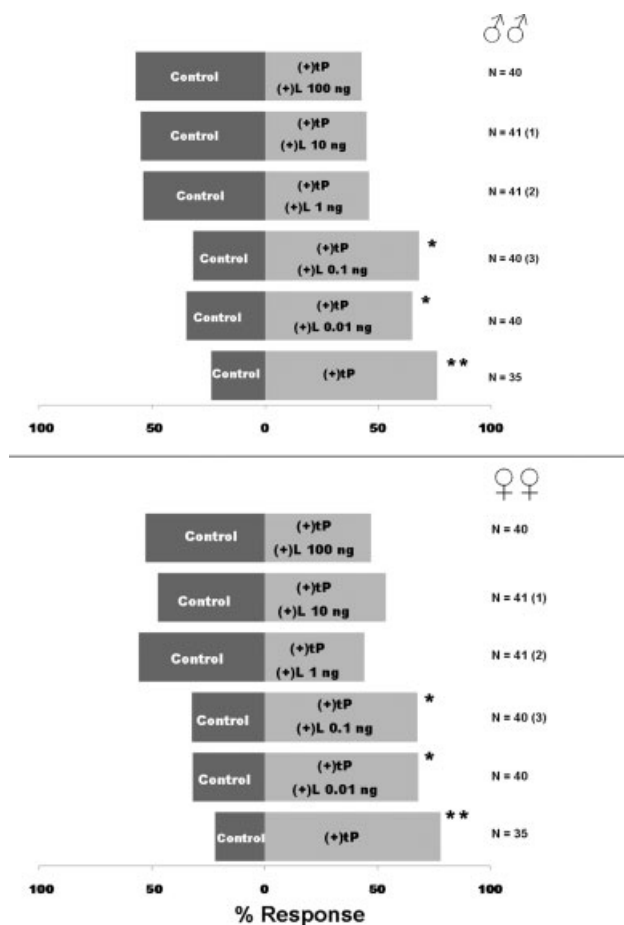 ♂♂
Control (+)tP
(+)L 100 ng
N = 40
Control (+)tP
(+)L 10 ng
N = 41 (1)
Control (+)tP
(+)L 1 ng
N = 41 (2)
Control (+)tP
(+)L 0.1 ng
*
N = 40 (3)
Control (+)tP
(+)L 0.01 ng
*
N = 40
Control (+)tP
**
N = 35
100 50 0 50 100
♀♀
Control (+)tP
(+)L 100 ng
N = 40
Control (+)tP
(+)L 10 ng
N = 41 (1)
Control (+)tP
(+)L 1 ng
N = 41 (2)
Control (+)tP
(+)L 0.1 ng
*
N = 40 (3)
Control (+)tP
(+)L 0.01 ng
*
N = 40
Control (+)tP
**
N = 35
100 50 0 50 100
% Response